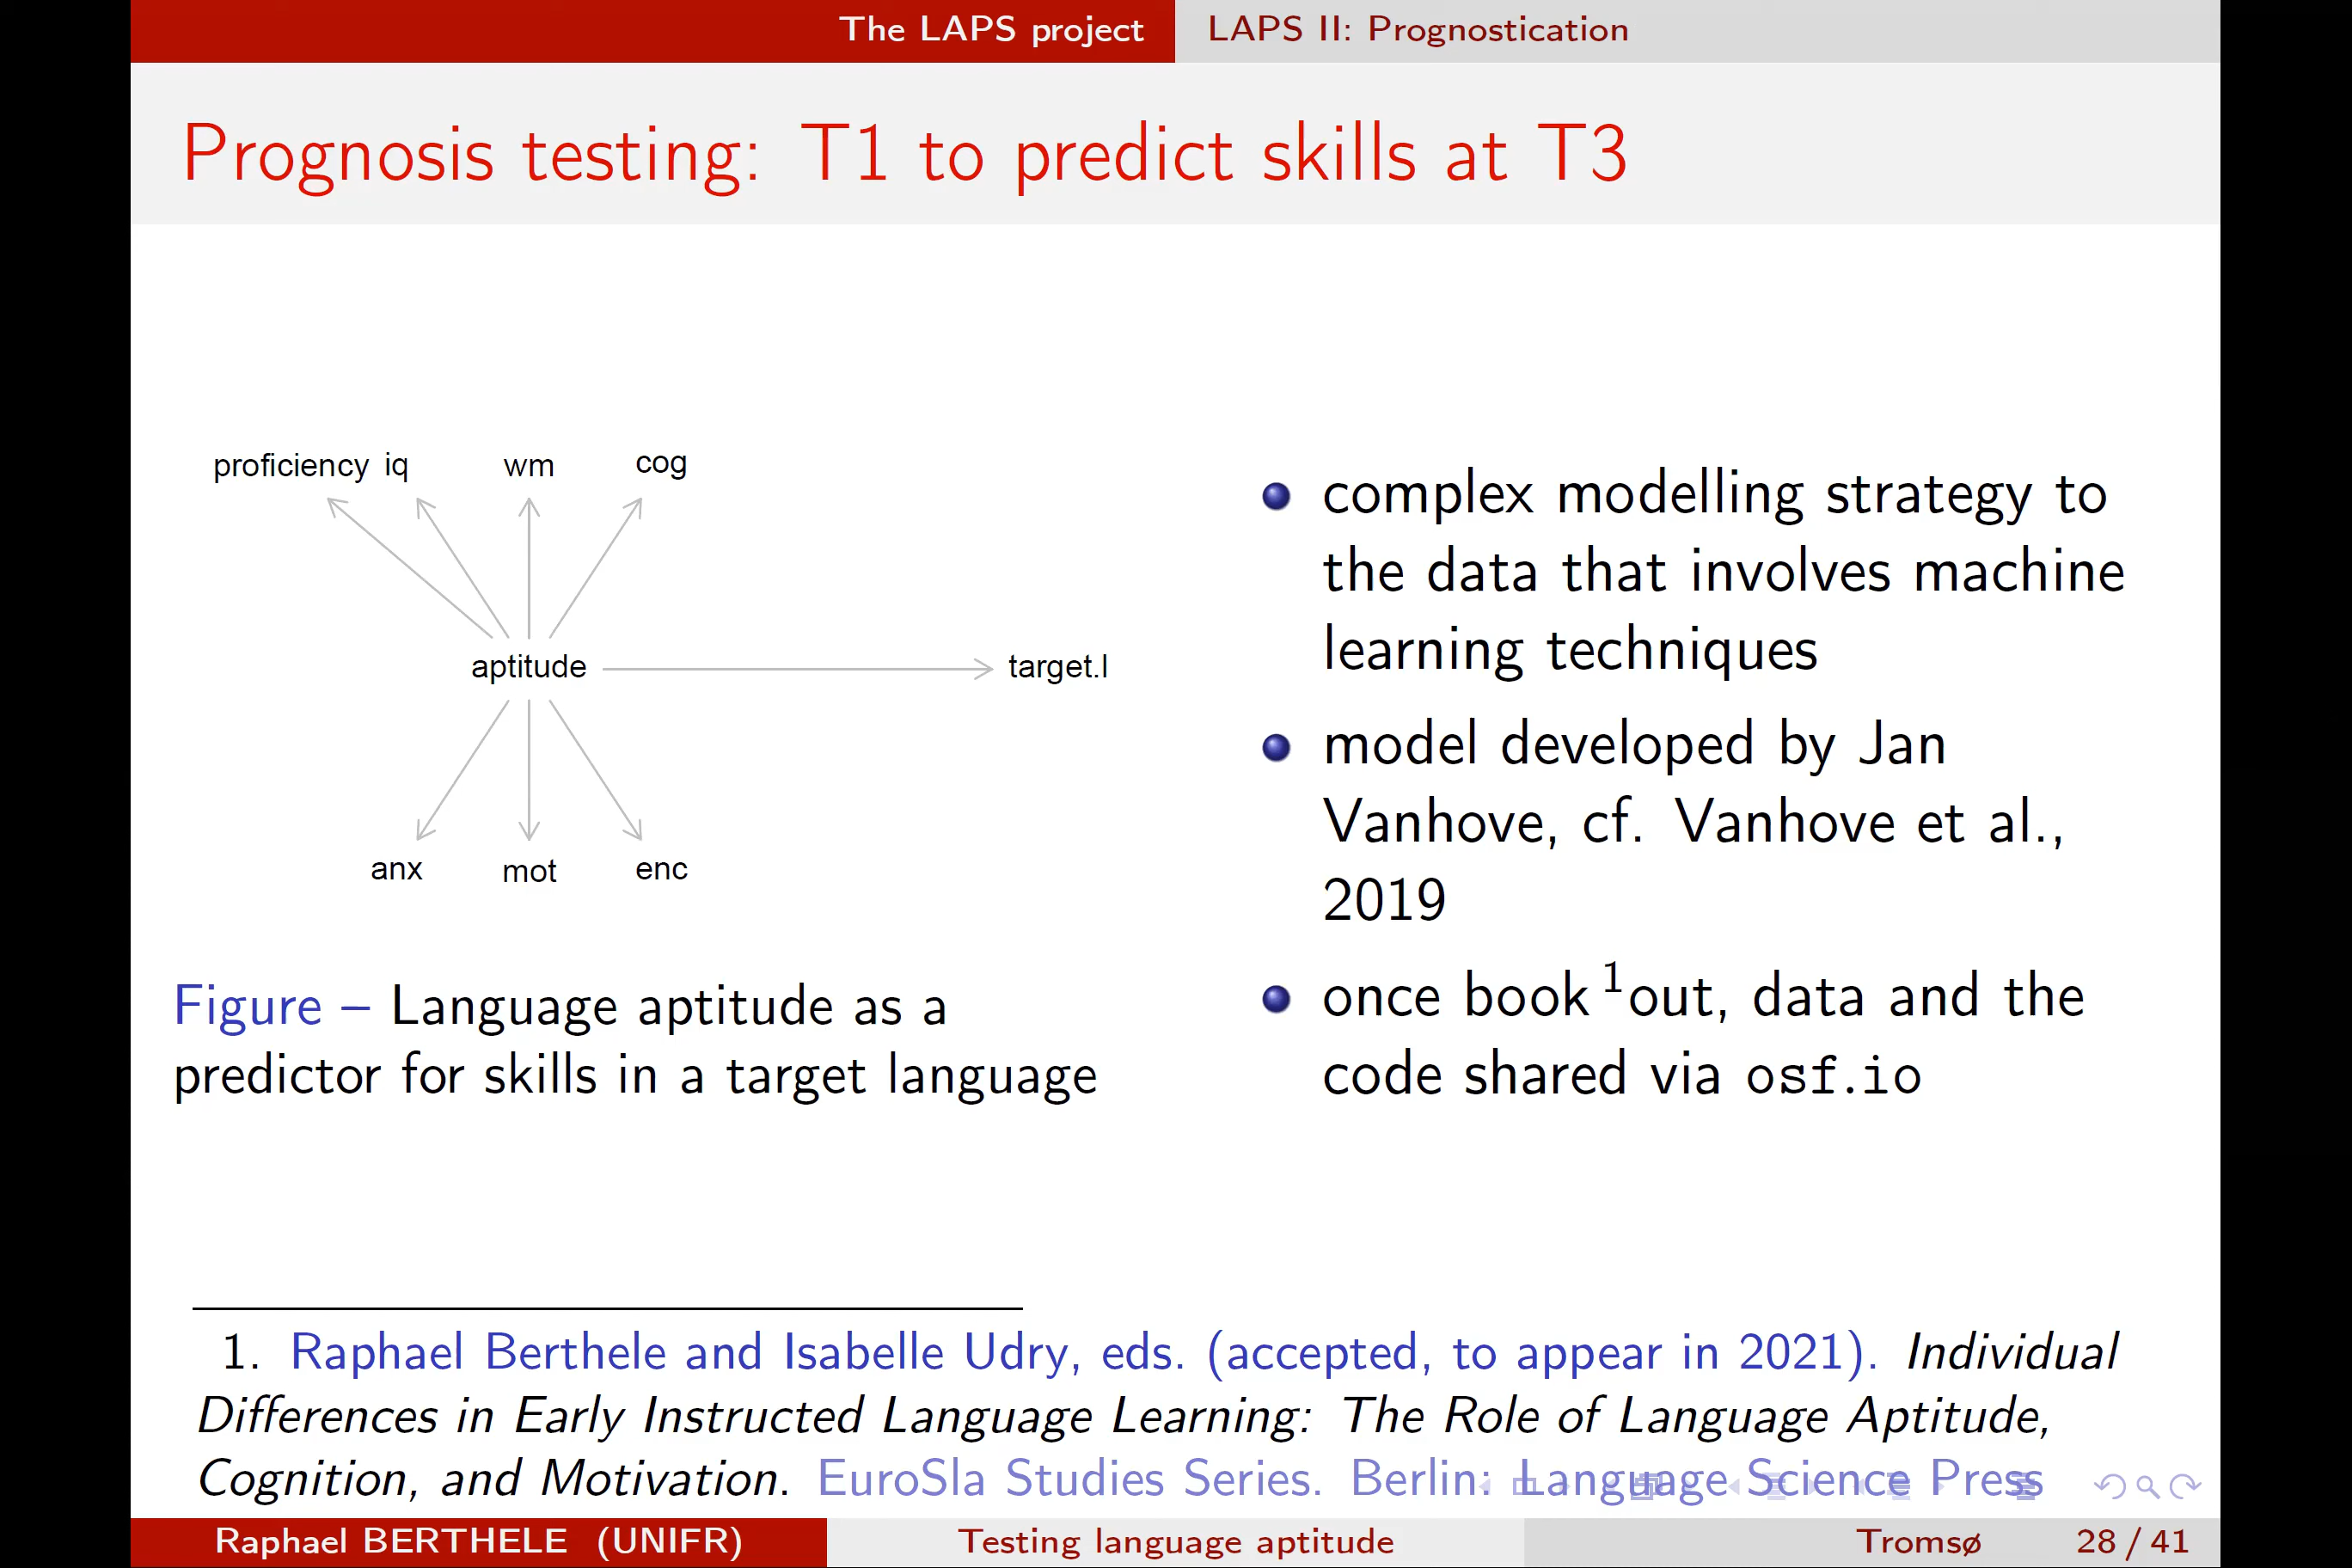 The LAPS project
LAPS II: Prognostication
Prognosis testing: T1 to predict skills at T3
proficiency iq wm cog
aptitude target.l
anx mot enc
Figure – Language aptitude as a
predictor for skills in a target language
complex modelling strategy to
the data that involves machine
learning techniques
model developed by Jan
Vanhove, cf. Vanhove et al.,
2019
once book ¹out, data and the
code shared via osf.io
1. Raphael Berthele and Isabelle Udry, eds. (accepted, to appear in 2021). Individual
Differences in Early Instructed Language Learning: The Role of Language Aptitude,
Cognition, and Motivation. EuroSla Studies Series. Berlin: Language Science Press
Raphael BERTHELE (UNIFR)
Testing language aptitude
Tromsø 28 / 41